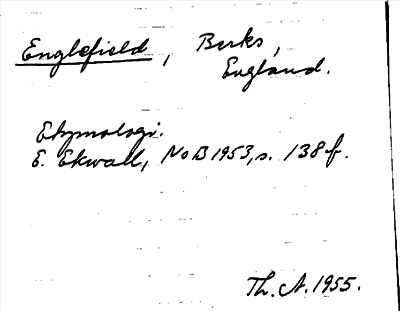 Englefield, Berks,
England.
Etymologi.
E. Ekwall, NoB 1953, s. 138 f.
Th. A. 1955.